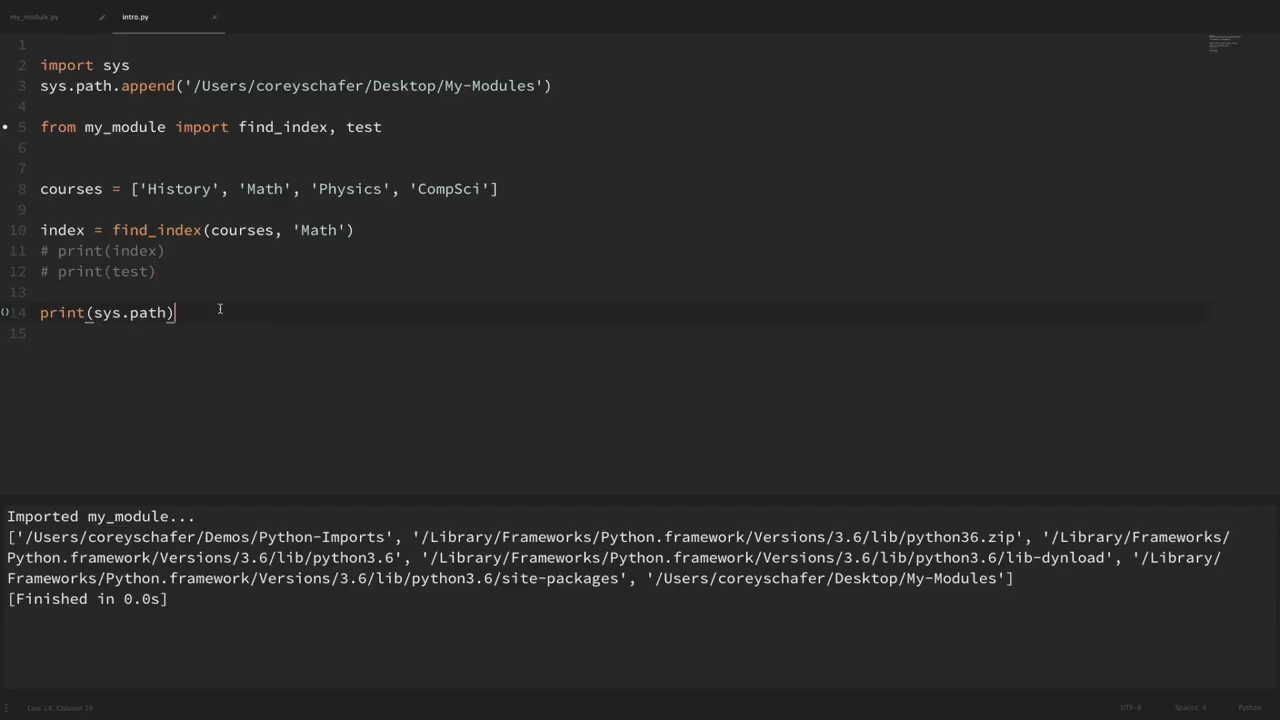 my_module.py
intro.py
×
1
2 import sys
3 sys.path.append('/Users/coreyschafer/Desktop/My-Modules')
4
5 from my_module import find_index, test
6
7
8 courses = ['History', 'Math', 'Physics', 'CompSci']
9
10 index = find_index(courses, 'Math')
11 # print(index)
12 # print(test)
13
14 print(sys.path)
15
Imported my_module...
['/Users/coreyschafer/Demos/Python-Imports', '/Library/Frameworks/Python.framework/Versions/3.6/lib/python36.zip', '/Library/Frameworks/
Python.framework/Versions/3.6/lib/python3.6', '/Library/Frameworks/Python.framework/Versions/3.6/lib/python3.6/lib-dynload', '/Library/
Frameworks/Python.framework/Versions/3.6/lib/python3.6/site-packages', '/Users/coreyschafer/Desktop/My-Modules']
[Finished in 0.0s]
Line 14, Column 16
UTF-8
Spaces: 4
Python